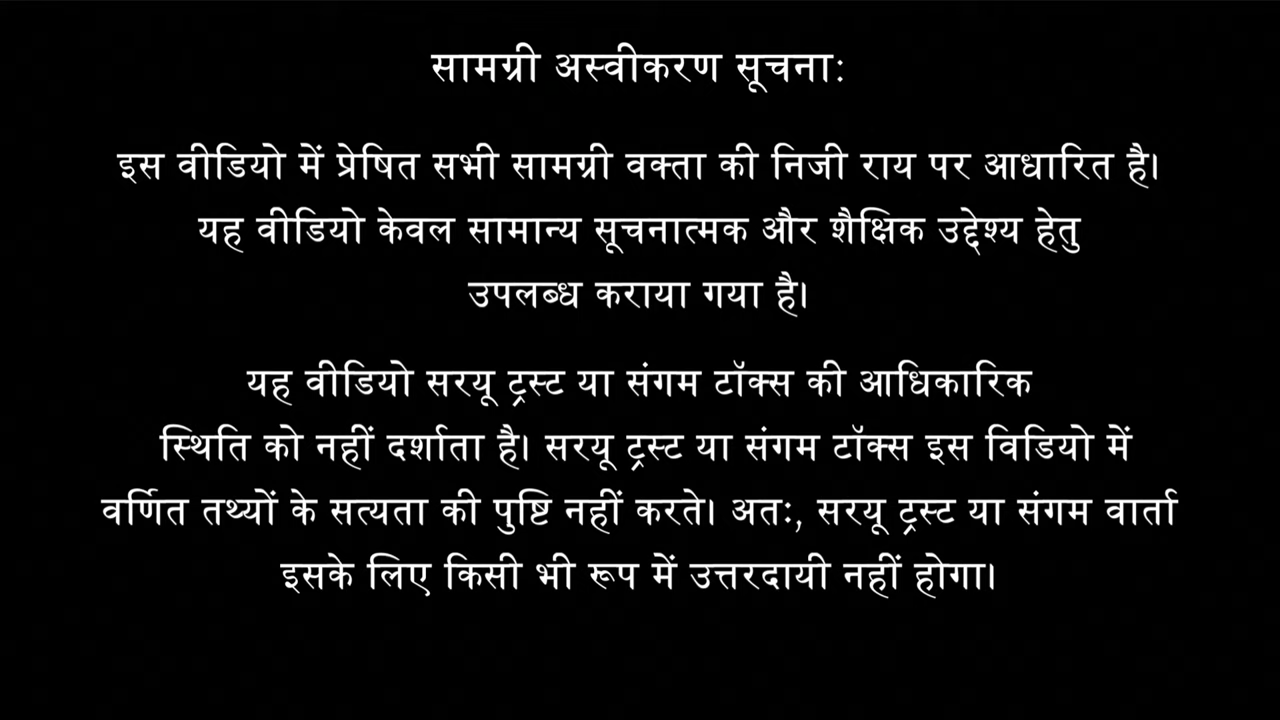 सामग्री अस्वीकरण सूचना:
इस वीडियो में प्रेषित सभी सामग्री वक्ता की निजी राय पर आधारित है।
यह वीडियो केवल सामान्य सूचनात्मक और शैक्षिक उद्देश्य हेतु
उपलब्ध कराया गया है।
यह वीडियो सरयू ट्रस्ट या संगम टॉक्स की आधिकारिक
स्थिति को नहीं दर्शाता है। सरयू ट्रस्ट या संगम टॉक्स इस विडियो में
वर्णित तथ्यों के सत्यता की पुष्टि नहीं करते। अत:, सरयू ट्रस्ट या संगम वार्ता
इसके लिए किसी भी रूप में उत्तरदायी नहीं होगा।